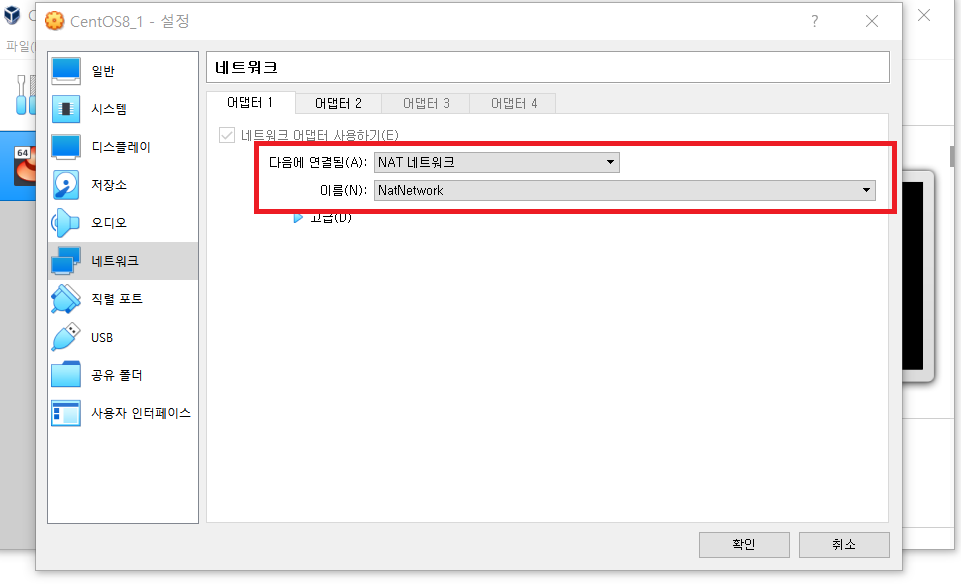 CentOS8_1 - 설정
?
파일(
64
일반
시스템
디스플레이
저장소
오디오
네트워크
직렬 포트
USB
공유 폴더
사용자 인터페이스
네트워크
어댑터 1
어댑터 2
어댑터 3
어댑터 4
네트워크 어댑터 사용하기(E)
다음에 연결됨(A): NAT 네트워크
이름(N): NatNetwork
고급(D)
확인
취소